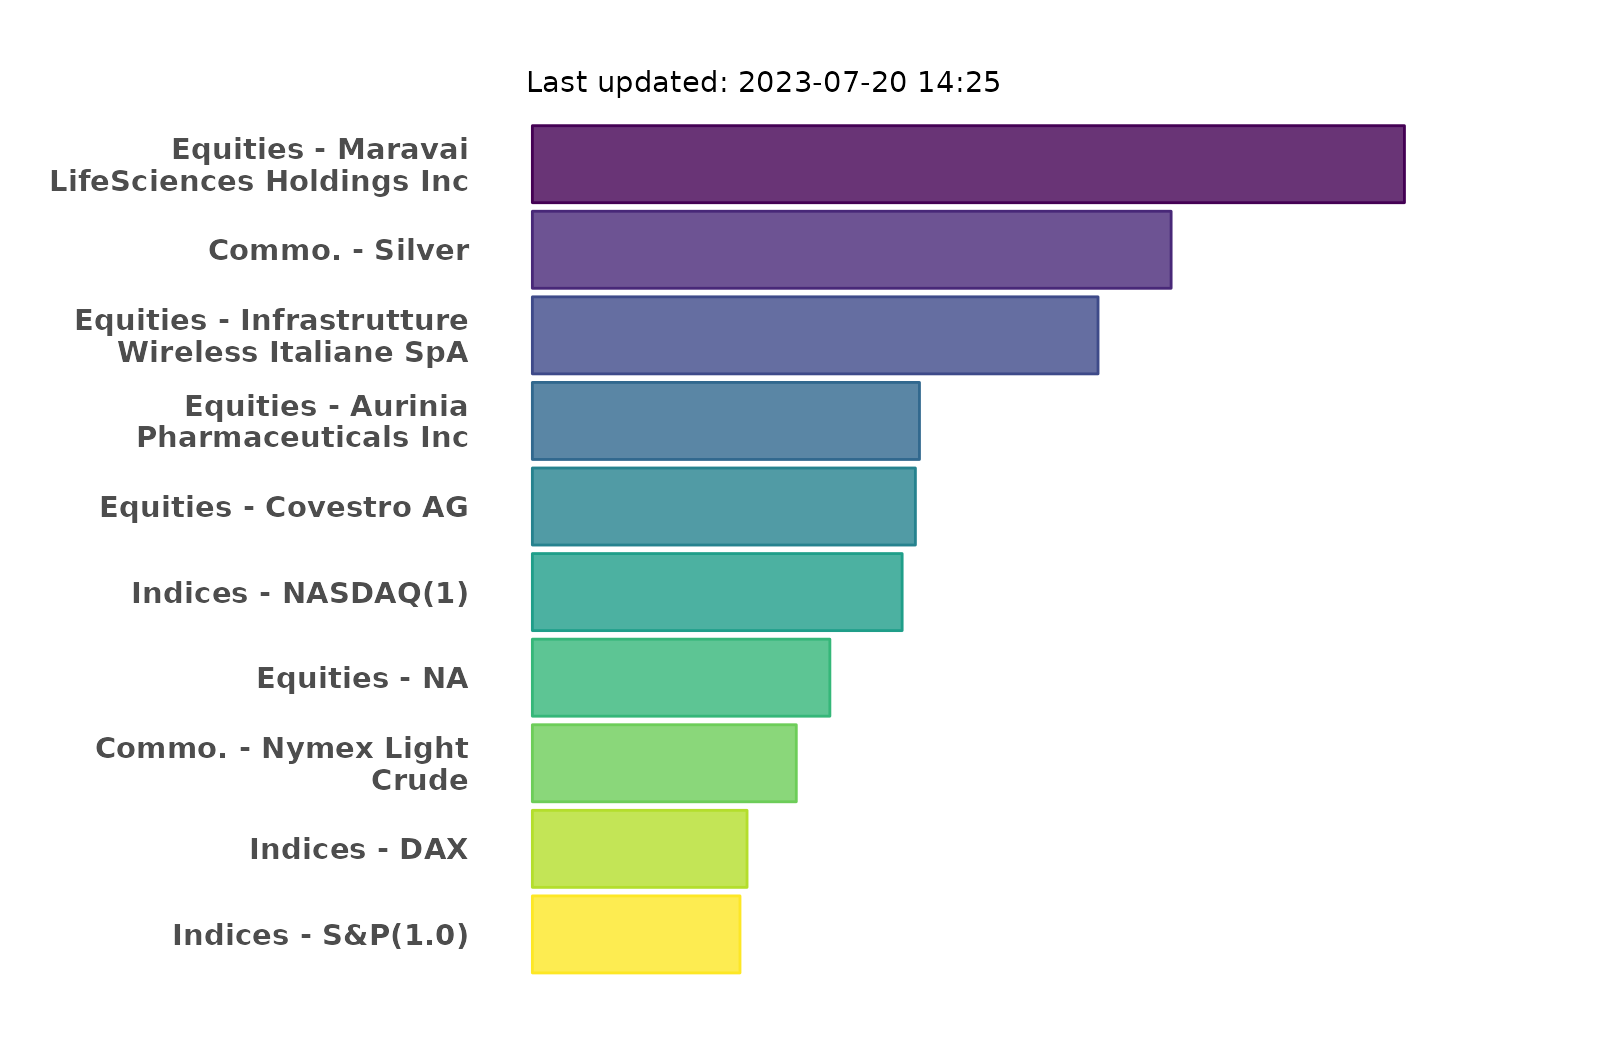 Last updated: 2023-07-20 14:25
Equities - Maravai
LifeSciences Holdings Inc
Commo. - Silver
Equities - Infrastrutture
Wireless Italiane SpA
Equities - Aurinia
Pharmaceuticals Inc
Equities - Covestro AG
Indices - NASDAQ(1)
Equities - NA
Commo. - Nymex Light
Crude
Indices - DAX
Indices - S&P(1.0)